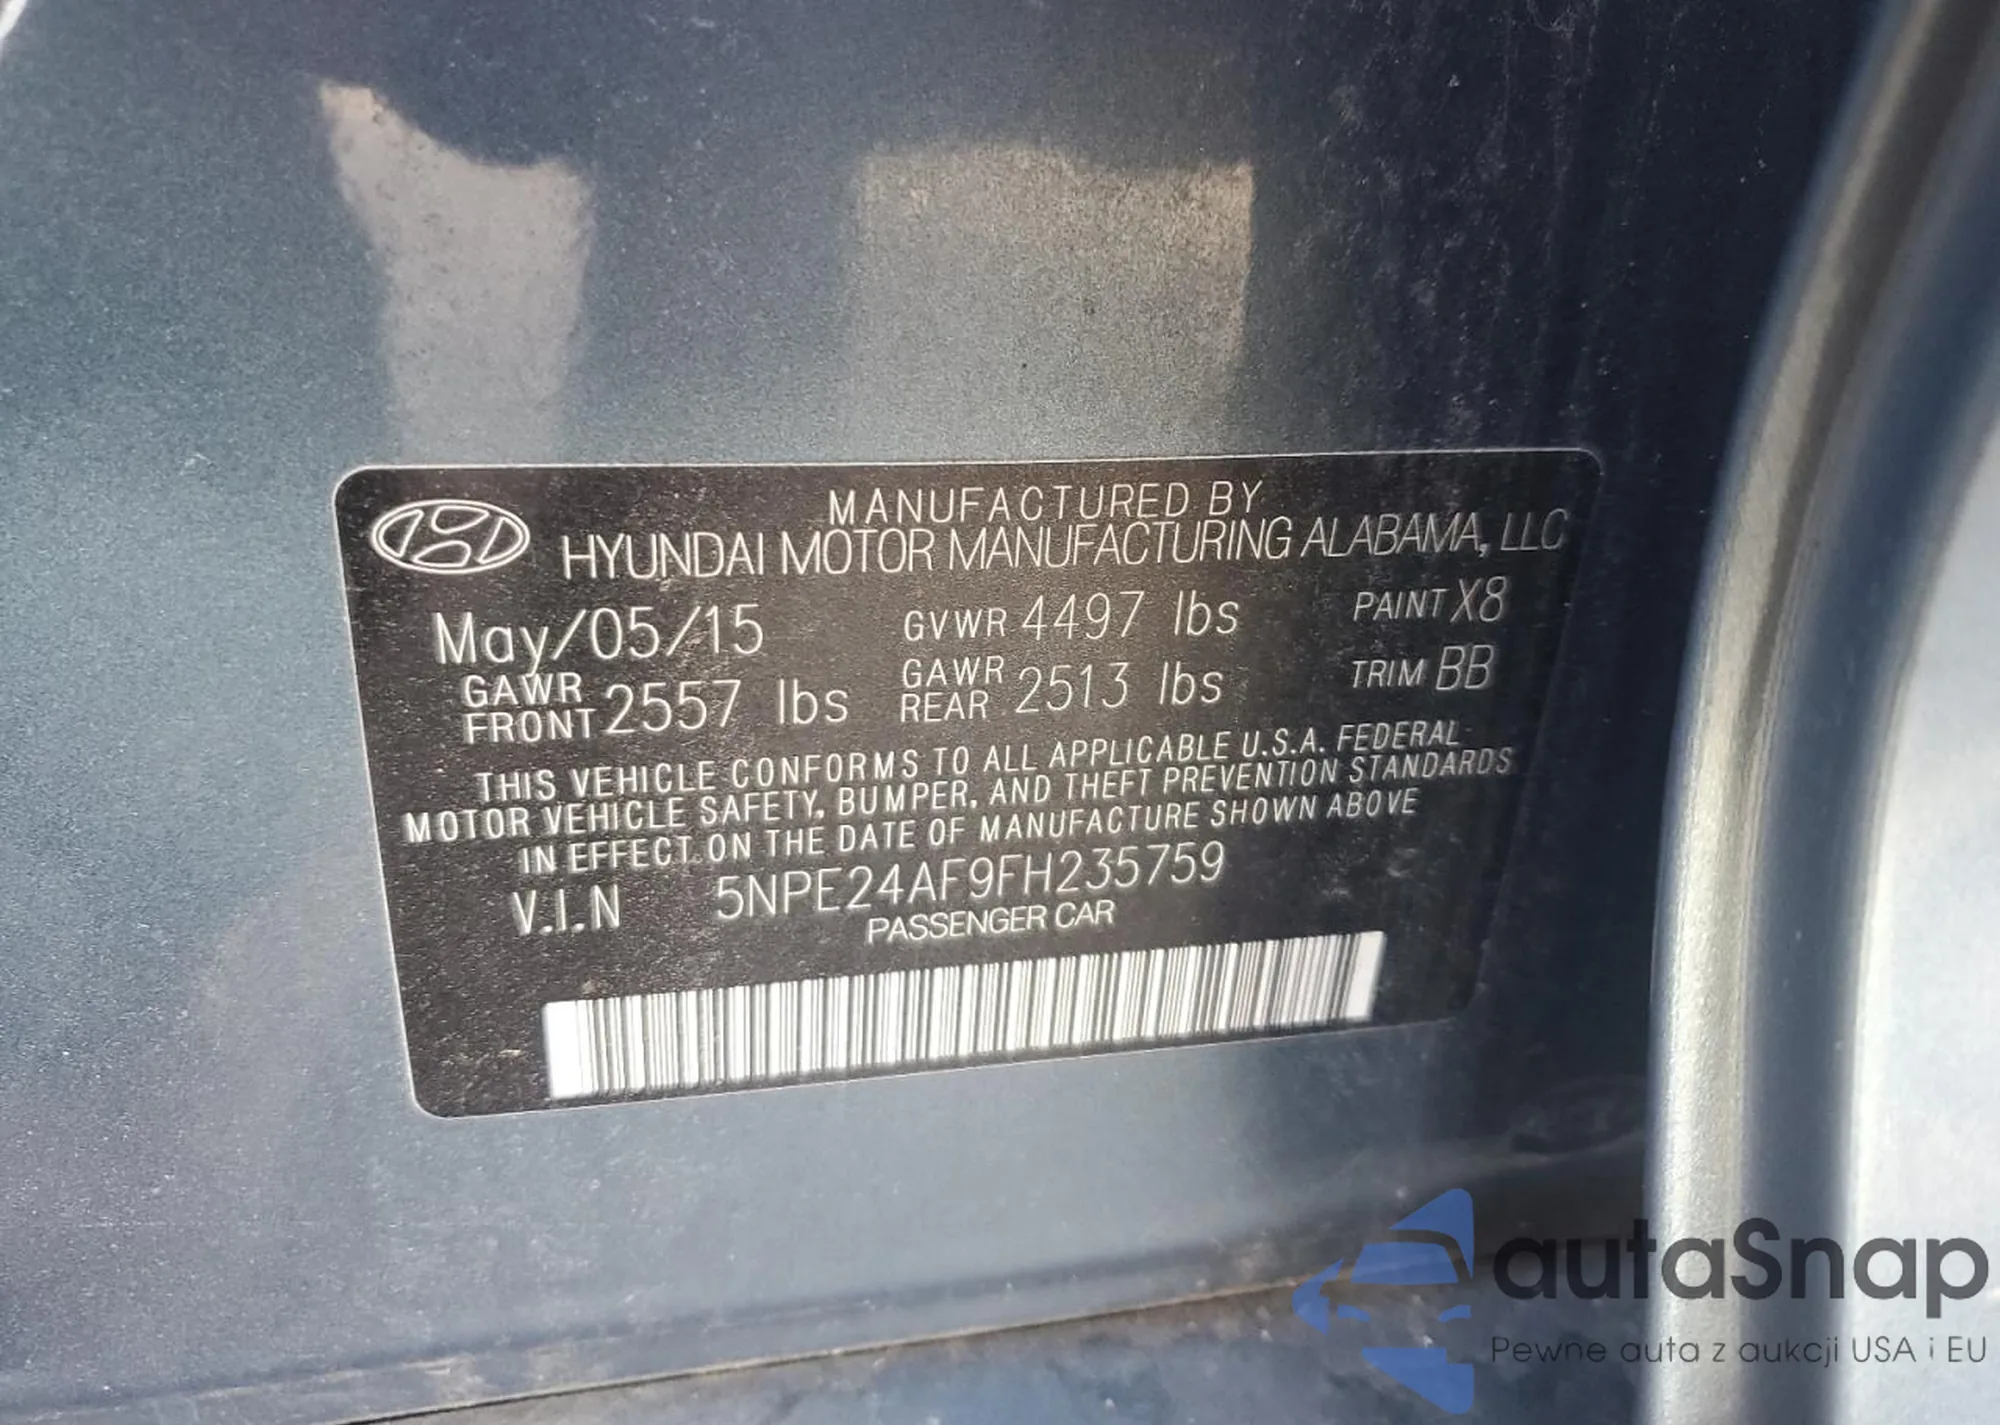 MANUFACTURED BY
HYUNDAI MOTOR MANUFACTURING ALABAMA, LLC
May/05/15 GVWR 4497 lbs PAINT X8
GAWR FRONT 2557 lbs GAWR REAR 2513 lbs TRIM BB
THIS VEHICLE CONFORMS TO ALL APPLICABLE U.S.A. FEDERAL
MOTOR VEHICLE SAFETY, BUMPER, AND THEFT PREVENTION STANDARDS
IN EFFECT ON THE DATE OF MANUFACTURE SHOWN ABOVE
V.I.N 5NPE24AF9FH235759
PASSENGER CAR
autaSnap
Pewne auta z aukcji USA i EU